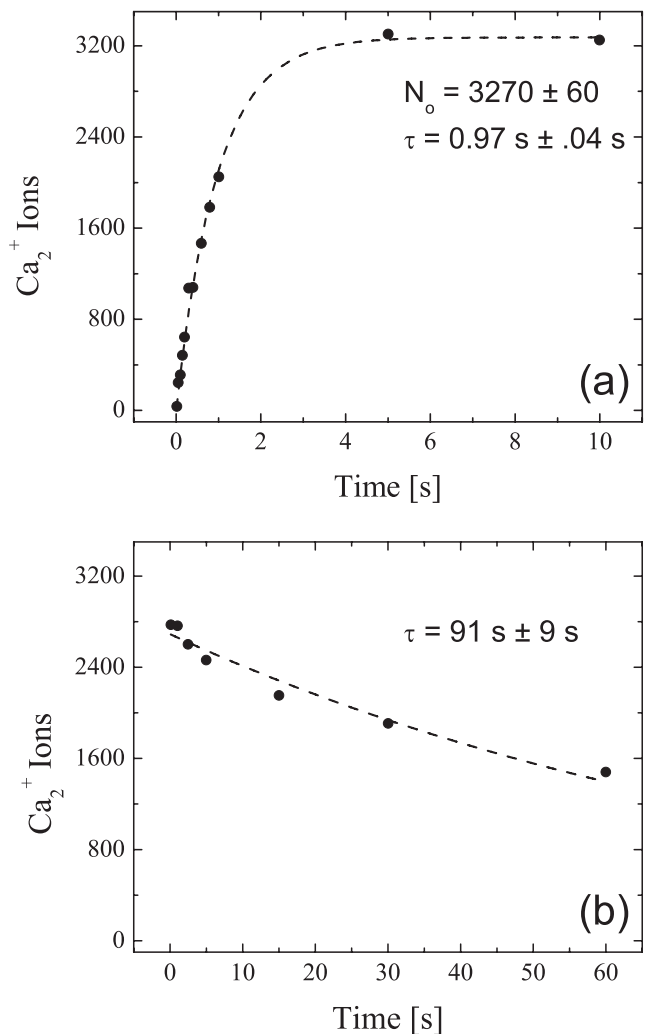 3200
2400
1600
800
0
Ca₂⁺ Ions
Nₒ = 3270 ± 60
τ = 0.97 s ± .04 s
(a)
0 2 4 6 8 10
Time [s]
3200
2400
1600
800
0
Ca₂⁺ Ions
τ = 91 s ± 9 s
(b)
0 10 20 30 40 50 60
Time [s]